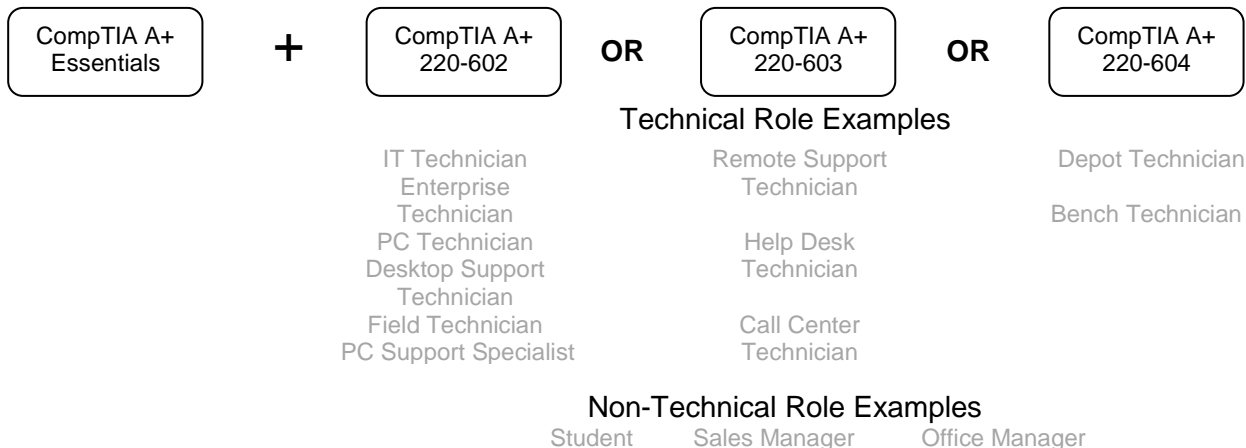 CompTIA A+
Essentials
+
CompTIA A+
220-602
OR
CompTIA A+
220-603
OR
CompTIA A+
220-604
Technical Role Examples
IT Technician
Enterprise
Technician
PC Technician
Desktop Support
Technician
Field Technician
PC Support Specialist
Remote Support
Technician
Help Desk
Technician
Call Center
Technician
Depot Technician
Bench Technician
Non-Technical Role Examples
Student Sales Manager Office Manager